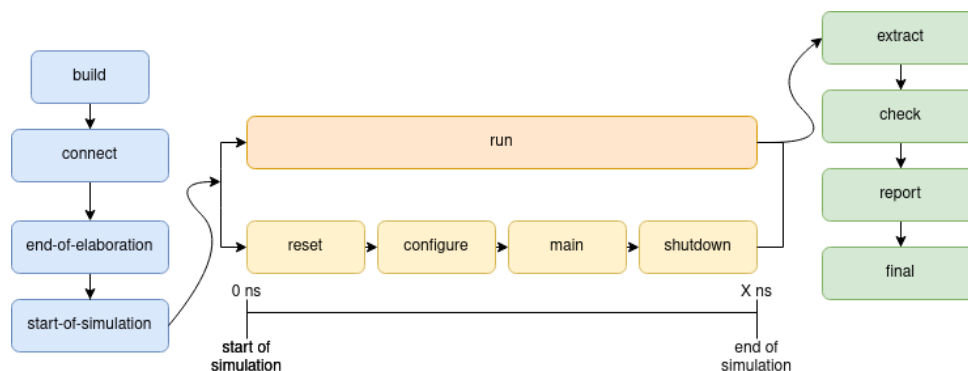 build
connect
end-of-elaboration
start-of-simulation
run
reset
configure
main
shutdown
0 ns
X ns
start of
simulation
end of
simulation
extract
check
report
final